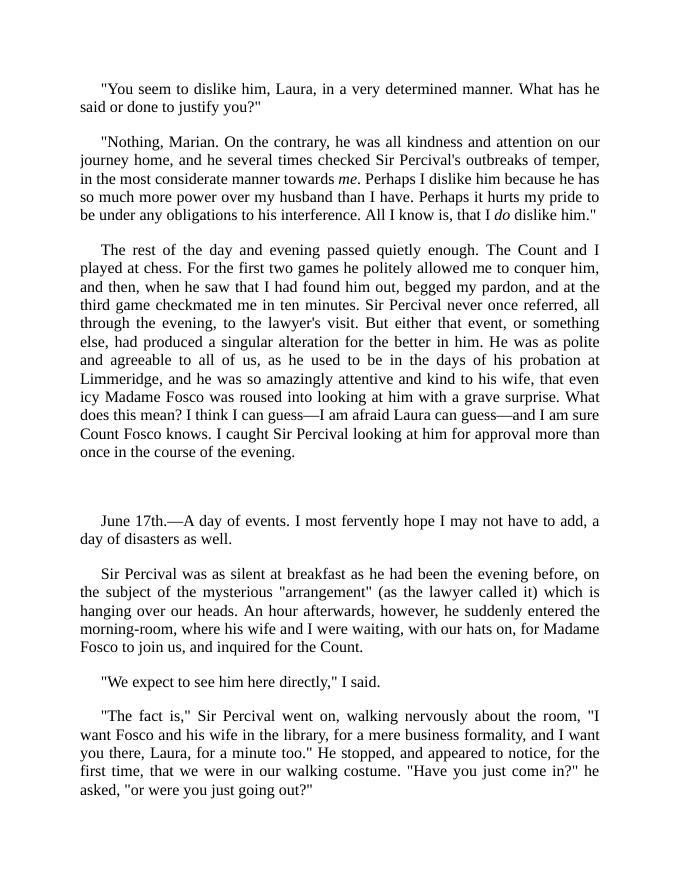 "You seem to dislike him, Laura, in a very determined manner. What has he
said or done to justify you?"
"Nothing, Marian. On the contrary, he was all kindness and attention on our
journey home, and he several times checked Sir Percival's outbreaks of temper,
in the most considerate manner towards me. Perhaps I dislike him because he has
so much more power over my husband than I have. Perhaps it hurts my pride to
be under any obligations to his interference. All I know is, that I do dislike him."
The rest of the day and evening passed quietly enough. The Count and I
played at chess. For the first two games he politely allowed me to conquer him,
and then, when he saw that I had found him out, begged my pardon, and at the
third game checkmated me in ten minutes. Sir Percival never once referred, all
through the evening, to the lawyer's visit. But either that event, or something
else, had produced a singular alteration for the better in him. He was as polite
and agreeable to all of us, as he used to be in the days of his probation at
Limmeridge, and he was so amazingly attentive and kind to his wife, that even
icy Madame Fosco was roused into looking at him with a grave surprise. What
does this mean? I think I can guess—I am afraid Laura can guess—and I am sure
Count Fosco knows. I caught Sir Percival looking at him for approval more than
once in the course of the evening.
June 17th.—A day of events. I most fervently hope I may not have to add, a
day of disasters as well.
Sir Percival was as silent at breakfast as he had been the evening before, on
the subject of the mysterious "arrangement" (as the lawyer called it) which is
hanging over our heads. An hour afterwards, however, he suddenly entered the
morning-room, where his wife and I were waiting, with our hats on, for Madame
Fosco to join us, and inquired for the Count.
"We expect to see him here directly," I said.
"The fact is," Sir Percival went on, walking nervously about the room, "I
want Fosco and his wife in the library, for a mere business formality, and I want
you there, Laura, for a minute too." He stopped, and appeared to notice, for the
first time, that we were in our walking costume. "Have you just come in?" he
asked, "or were you just going out?"